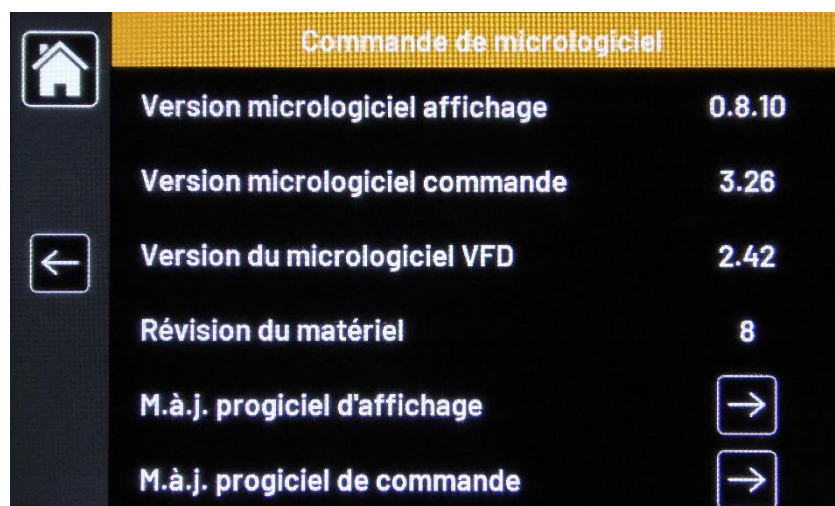 Commande de micrologiciel
Version micrologiciel affichage 0.8.10
Version micrologiciel commande 3.26
Version du micrologiciel VFD 2.42
Révision du matériel 8
M.à.j. progiciel d'affichage
M.à.j. progiciel de commande